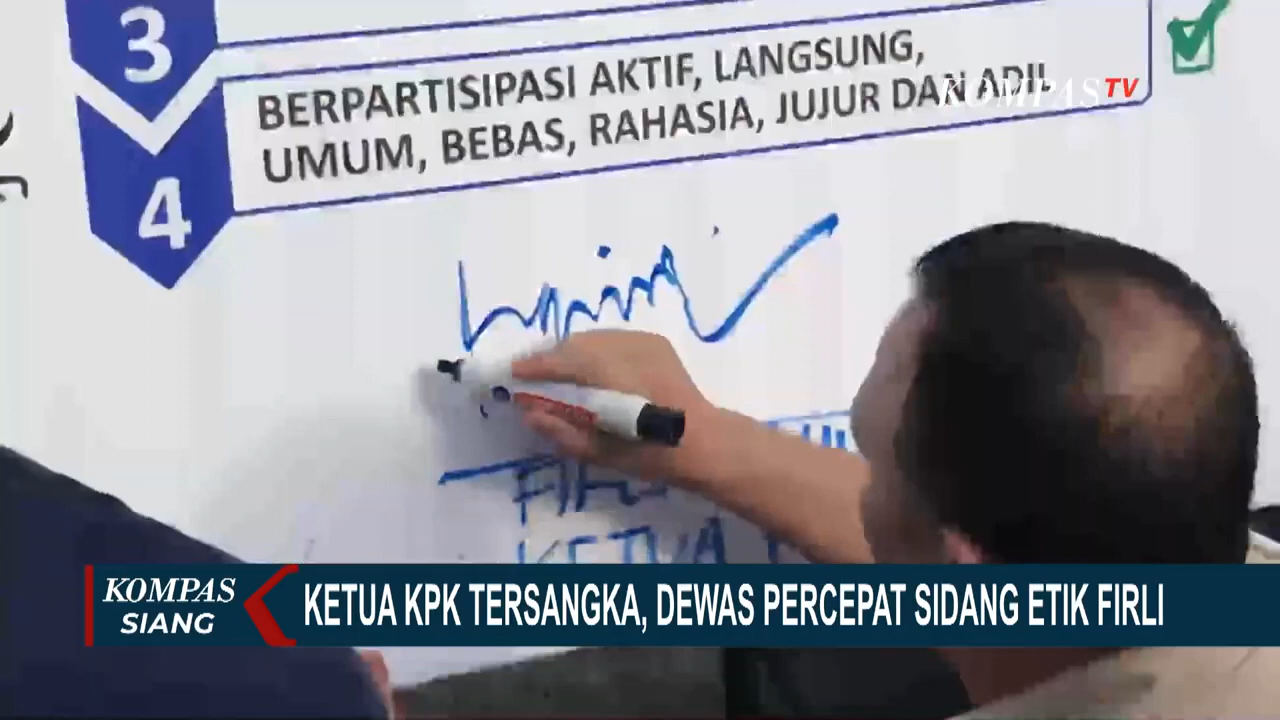 3
BERPARTISIPASI AKTIF, LANGSUNG,
UMUM, BEBAS, RAHASIA, JUJUR DAN ADIL
4
KOMPAS TV
KETUA
KOMPAS
SIANG
KETUA KPK TERSANGKA, DEWAS PERCEPAT SIDANG ETIK FIRLI